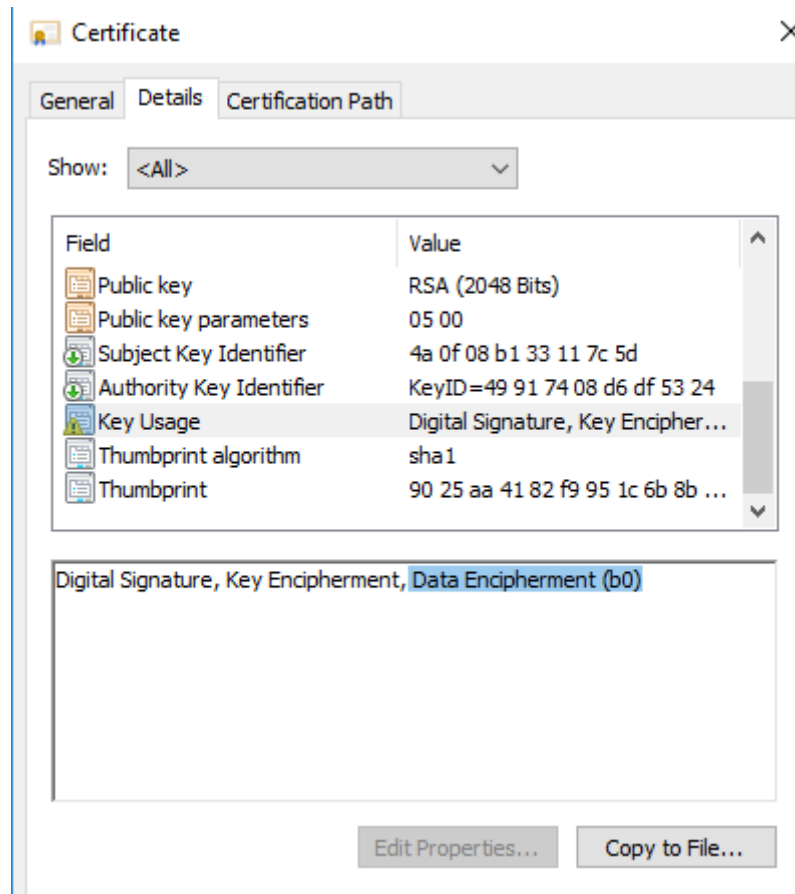 Certificate
General Details Certification Path
Show: <All>
Field Value
Public key RSA (2048 Bits)
Public key parameters 05 00
Subject Key Identifier 4a 0f 08 b1 33 11 7c 5d
Authority Key Identifier KeyID=49 91 74 08 d6 df 53 24
Key Usage Digital Signature, Key Encipher...
Thumbprint algorithm sha1
Thumbprint 90 25 aa 41 82 f9 95 1c 6b 8b ...
Digital Signature, Key Encipherment, Data Encipherment (b0)
Edit Properties... Copy to File...